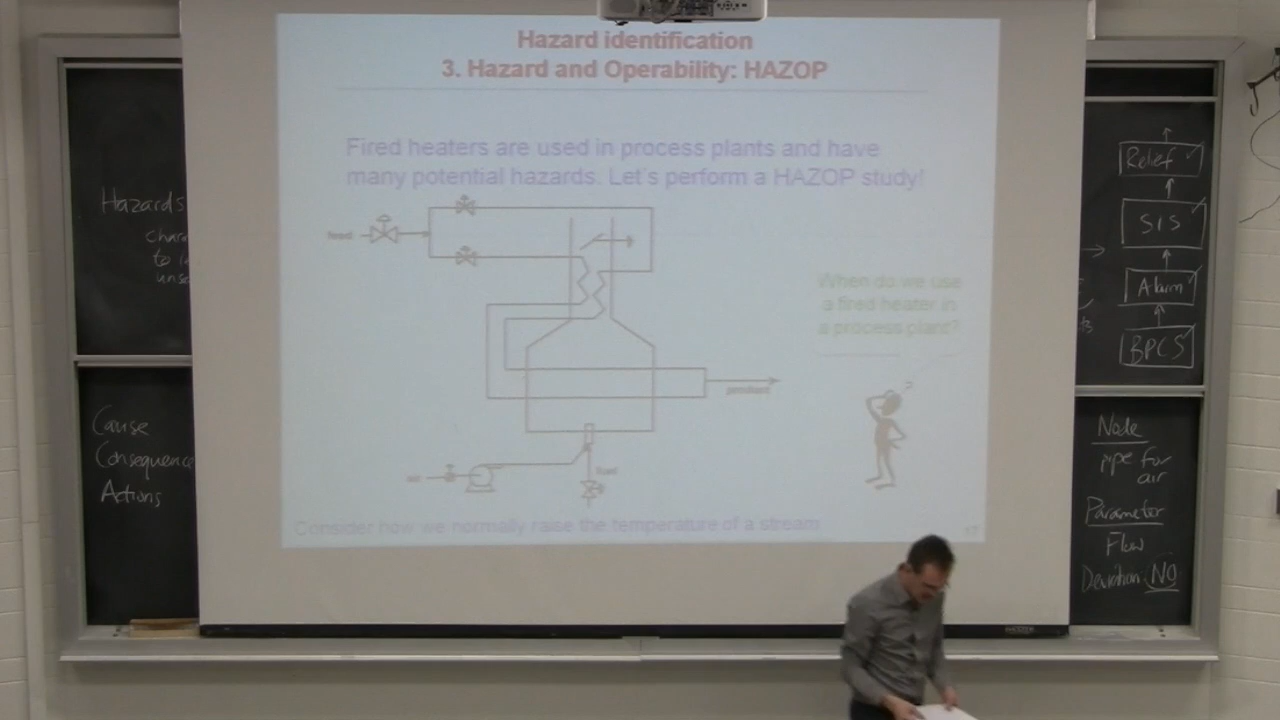 Hazard identification
3. Hazard and Operability: HAZOP
Fired heaters are used in process plants and have
many potential hazards. Let's perform a HAZOP study!
feed
When do we use
a fired heater in
a process plant?
product
air
fuel
Consider how we normally raise the temperature of a stream
17
Hazards
Cause
Consequence
Actions
Relief
SIS
Alarm
BPCS
Node
pipe for
air
Parameter
Flow
Deviation NO